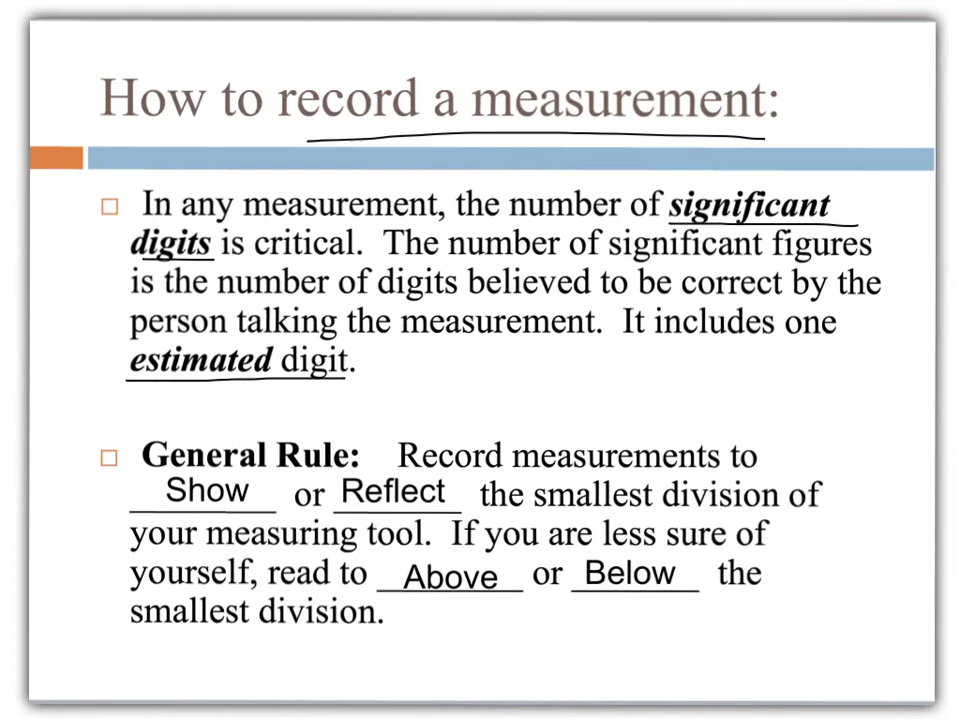 How to record a measurement:
In any measurement, the number of significant
digits is critical. The number of significant figures
is the number of digits believed to be correct by the
person talking the measurement. It includes one
estimated digit.
General Rule: Record measurements to
Show or Reflect the smallest division of
your measuring tool. If you are less sure of
yourself, read to Above or Below the
smallest division.